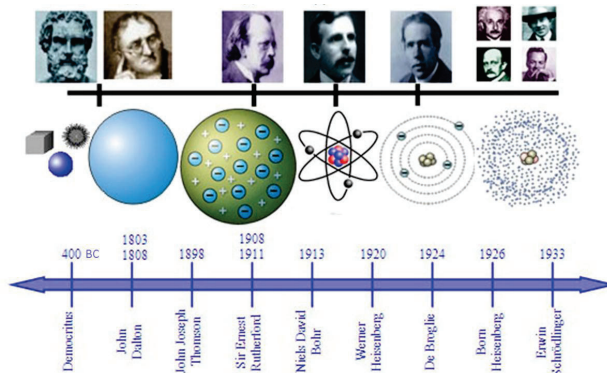 1803
1908
400 BC
1808
1898
1911
1913
1920
1924
1926
1933
Democritus
John
Dalton
John Joseph
Thomson
Sir Ernest
Rutherford
Niels David
Bohr
Werner
Heisenberg
De Broglie
Born
Heisenberg
Erwin
Schrödlinger